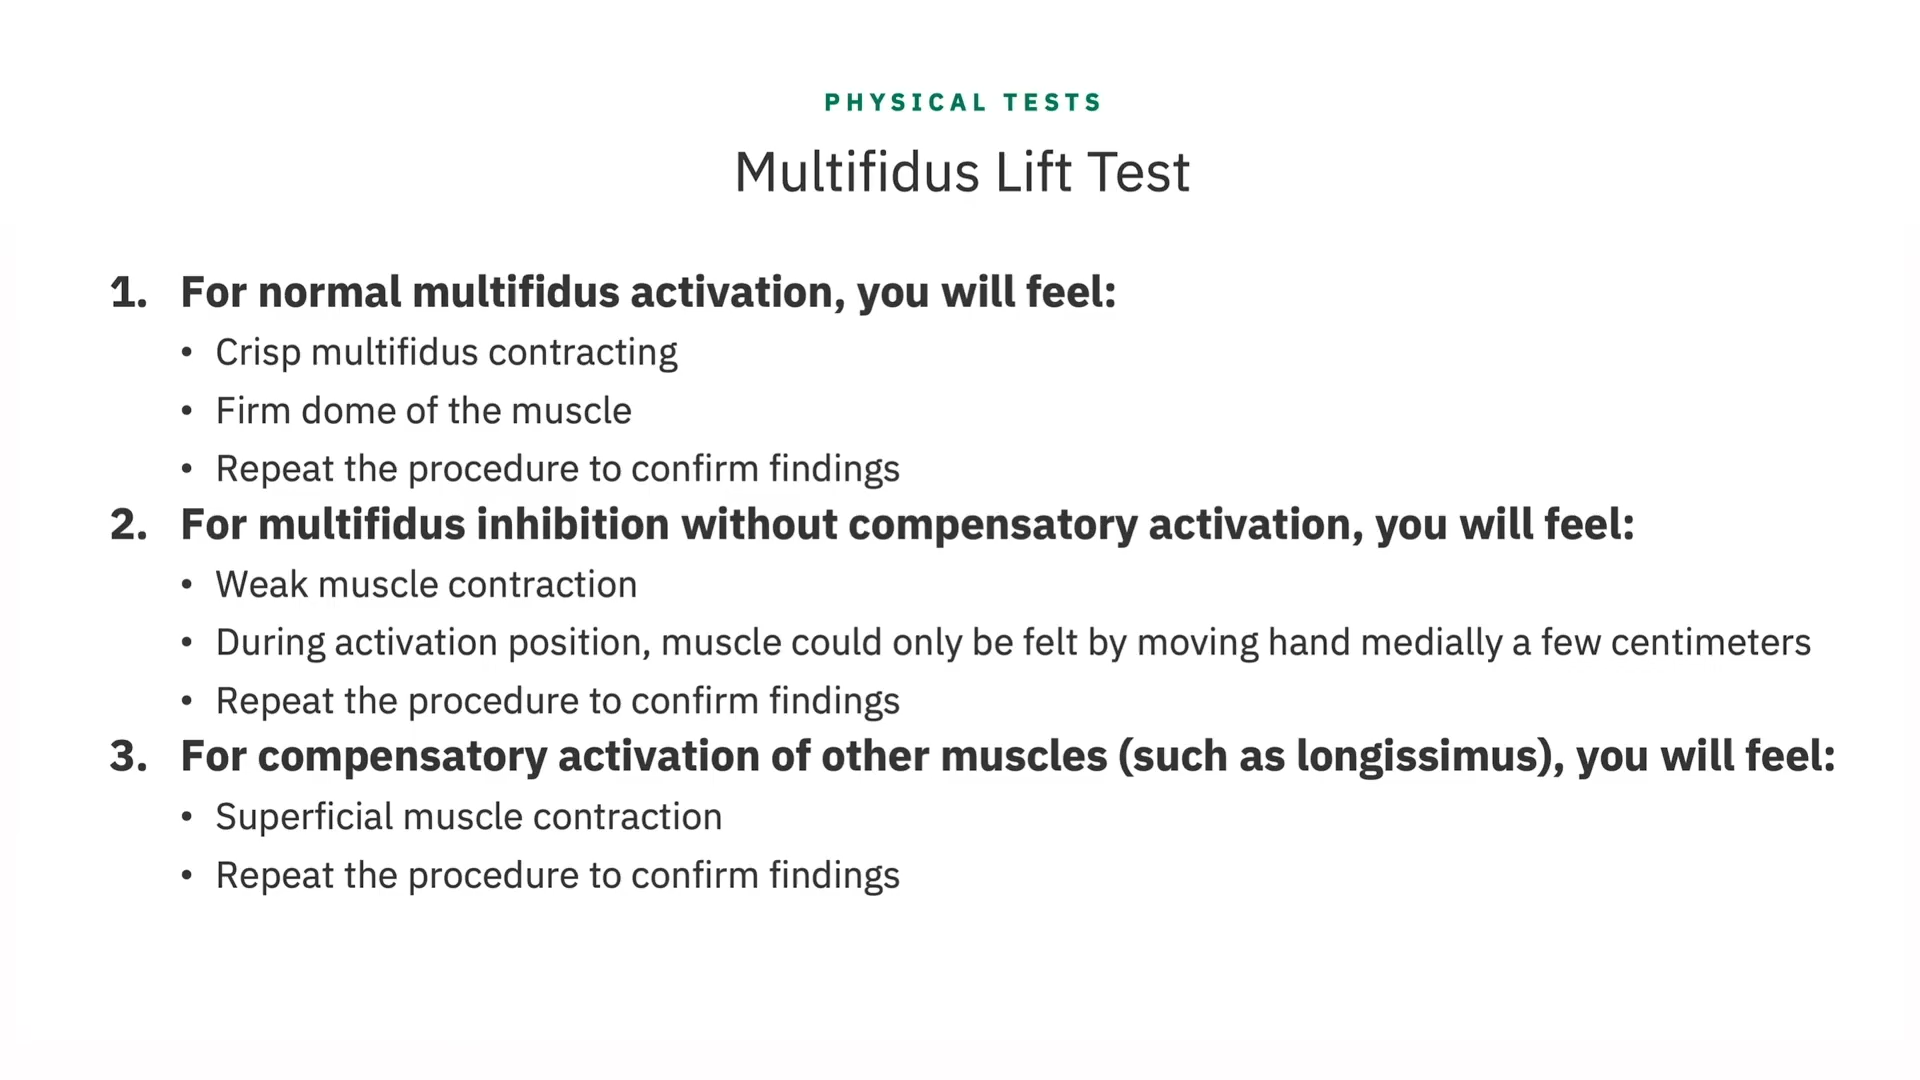 PHYSICAL TESTS
Multifidus Lift Test
1. For normal multifidus activation, you will feel:
• Crisp multifidus contracting
• Firm dome of the muscle
• Repeat the procedure to confirm findings
2. For multifidus inhibition without compensatory activation, you will feel:
• Weak muscle contraction
• During activation position, muscle could only be felt by moving hand medially a few centimeters
• Repeat the procedure to confirm findings
3. For compensatory activation of other muscles (such as longissimus), you will feel:
• Superficial muscle contraction
• Repeat the procedure to confirm findings